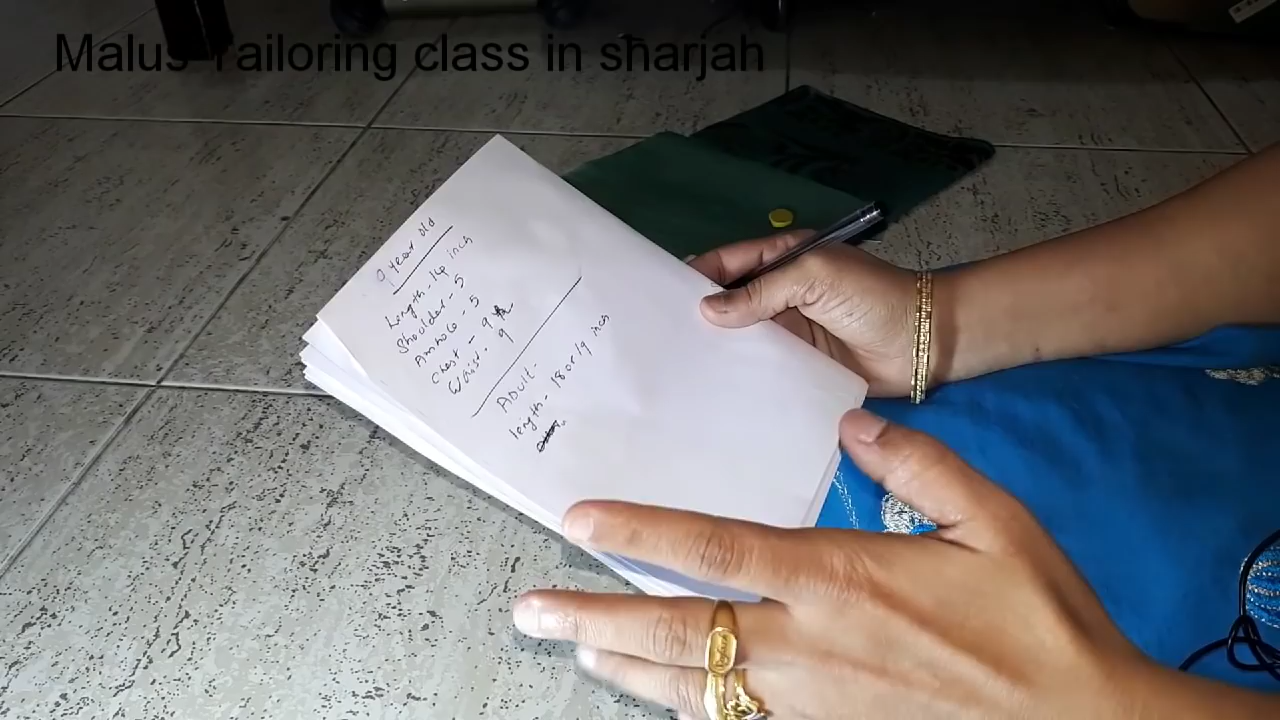 Malus Tailoring class in sharjah
9 year old
Length - 14 inch
Shoulder - 5
Armhole - 5
Chest - 9
Waist - 9
Adult -
length - 18 or 19 inch